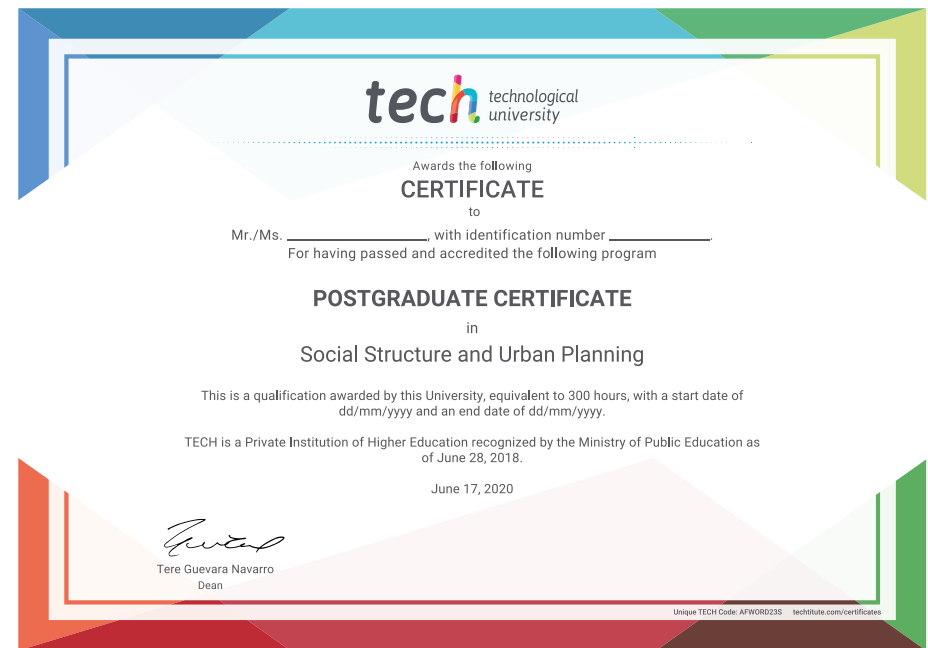 tech technological
university
Awards the following
CERTIFICATE
to
Mr./Ms. ____________________, with identification number ______________.
For having passed and accredited the following program
POSTGRADUATE CERTIFICATE
in
Social Structure and Urban Planning
This is a qualification awarded by this University, equivalent to 300 hours, with a start date of
dd/mm/yyyy and an end date of dd/mm/yyyy.
TECH is a Private Institution of Higher Education recognized by the Ministry of Public Education as
of June 28, 2018.
June 17, 2020
Tere Guevara Navarro
Dean
Unique TECH Code: AFWORD23S techtitute.com/certificates